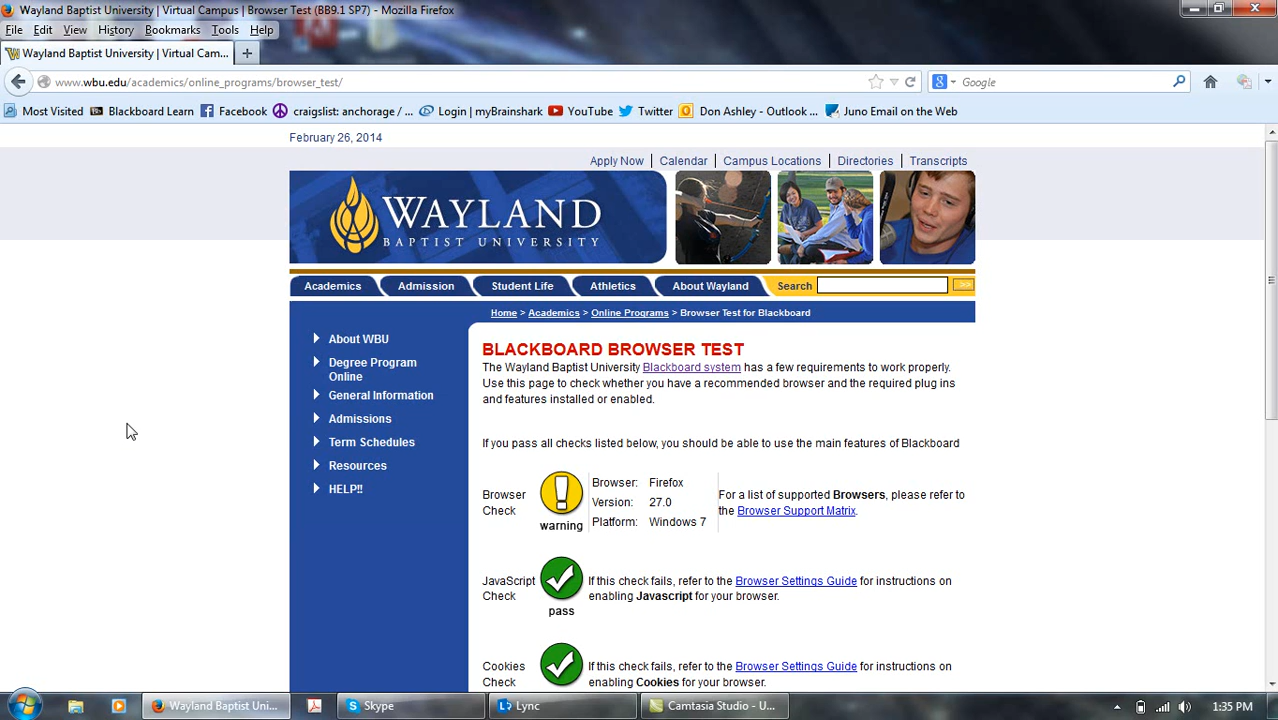 Wayland Baptist University | Virtual Campus | Browser Test (BB9.1 SP7) - Mozilla Firefox
File Edit View History Bookmarks Tools Help
Wayland Baptist University | Virtual Cam... +
www.wbu.edu/academics/online_programs/browser_test/ Google
Most Visited Blackboard Learn Facebook craigslist: anchorage / ... Login | myBrainshark YouTube Twitter Don Ashley - Outlook ... Juno Email on the Web
February 26, 2014
Apply Now | Calendar | Campus Locations | Directories | Transcripts
WAYLAND
BAPTIST UNIVERSITY
Academics Admission Student Life Athletics About Wayland Search >>
Home > Academics > Online Programs > Browser Test for Blackboard
About WBU
Degree Program
Online
General Information
Admissions
Term Schedules
Resources
HELP!!
BLACKBOARD BROWSER TEST
The Wayland Baptist University Blackboard system has a few requirements to work properly.
Use this page to check whether you have a recommended browser and the required plug ins
and features installed or enabled.
If you pass all checks listed below, you should be able to use the main features of Blackboard
Browser
Check
warning
Browser: Firefox
Version: 27.0
Platform: Windows 7
For a list of supported Browsers, please refer to
the Browser Support Matrix.
JavaScript
Check
pass
If this check fails, refer to the Browser Settings Guide for instructions on
enabling Javascript for your browser.
Cookies
Check
If this check fails, refer to the Browser Settings Guide for instructions on
enabling Cookies for your browser.
Wayland Baptist Uni... Skype Lync Camtasia Studio - U... 1:35 PM